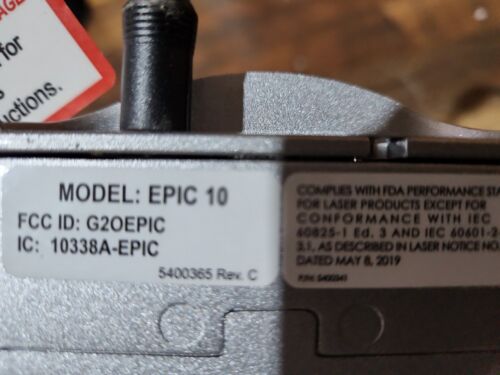 AGE
for
s
uctions.
MODEL: EPIC 10
FCC ID: G2OEPIC
IC: 10338A-EPIC
5400365 Rev. C
COMPLIES WITH FDA PERFORMANCE STA
FOR LASER PRODUCTS EXCEPT FOR
CONFORMANCE WITH IEC
60825-1 Ed. 3 AND IEC 60601-2-
3.1, AS DESCRIBED IN LASER NOTICE NO.
DATED MAY 8, 2019
P/N: 5400341